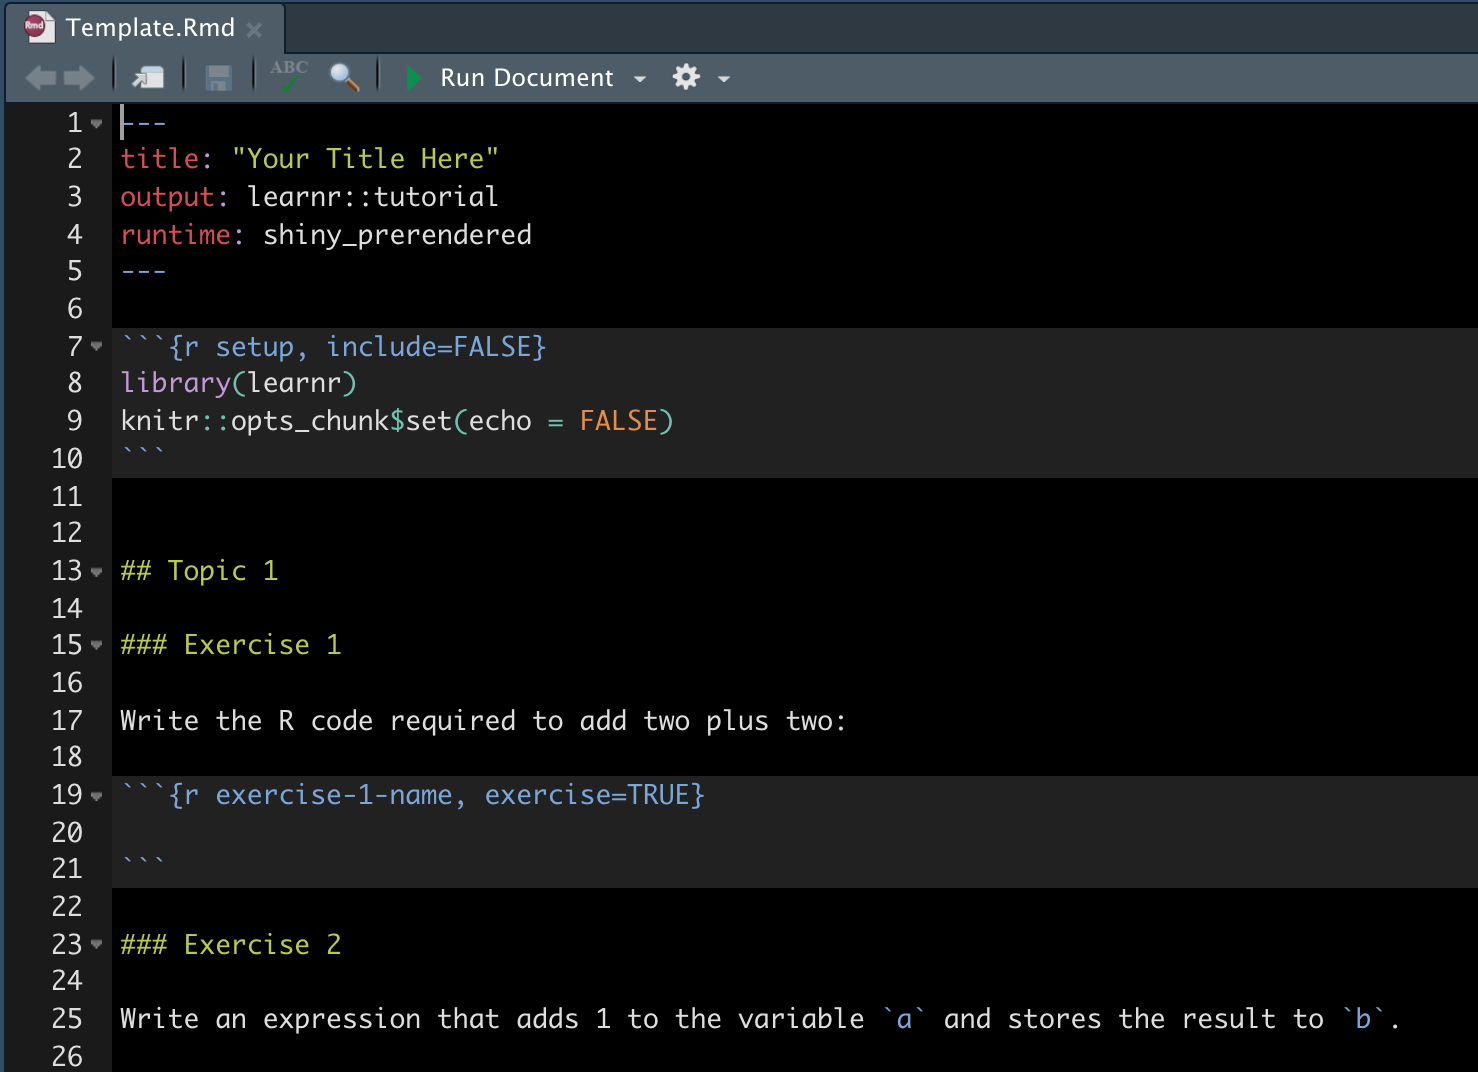 Rmd Template.Rmd
ABC Run Document
1 ---
2 title: "Your Title Here"
3 output: learnr::tutorial
4 runtime: shiny_prerendered
5 ---
6
7 ```{r setup, include=FALSE}
8 library(learnr)
9 knitr::opts_chunk$set(echo = FALSE)
10 ```
11
12
13 ## Topic 1
14
15 ### Exercise 1
16
17 Write the R code required to add two plus two:
18
19 ```{r exercise-1-name, exercise=TRUE}
20
21 ```
22
23 ### Exercise 2
24
25 Write an expression that adds 1 to the variable `a` and stores the result to `b`.
26